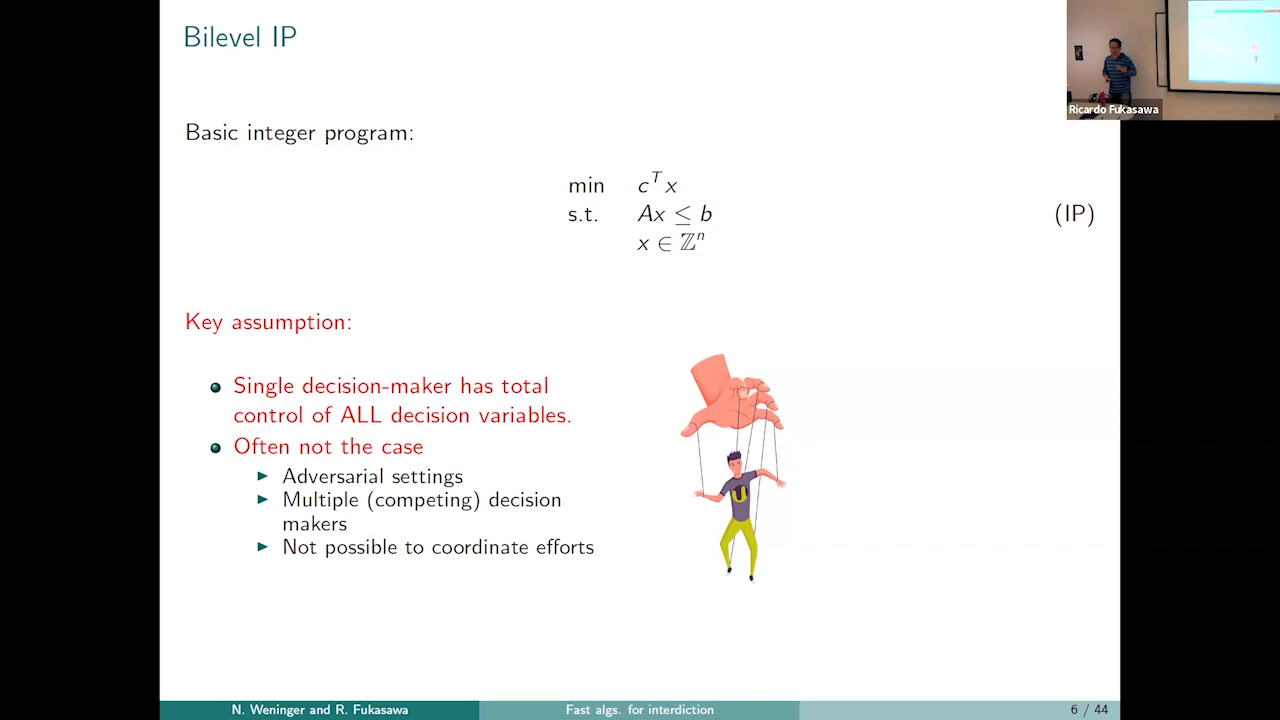 Bilevel IP
Ricardo Fukasawa
Basic integer program:
min c^T x
s.t. Ax ≤ b (IP)
x ∈ ℤ^n
Key assumption:
Single decision-maker has total
control of ALL decision variables.
Often not the case
Adversarial settings
Multiple (competing) decision
makers
Not possible to coordinate efforts
U
N. Weninger and R. Fukasawa Fast algs. for interdiction 6 / 44